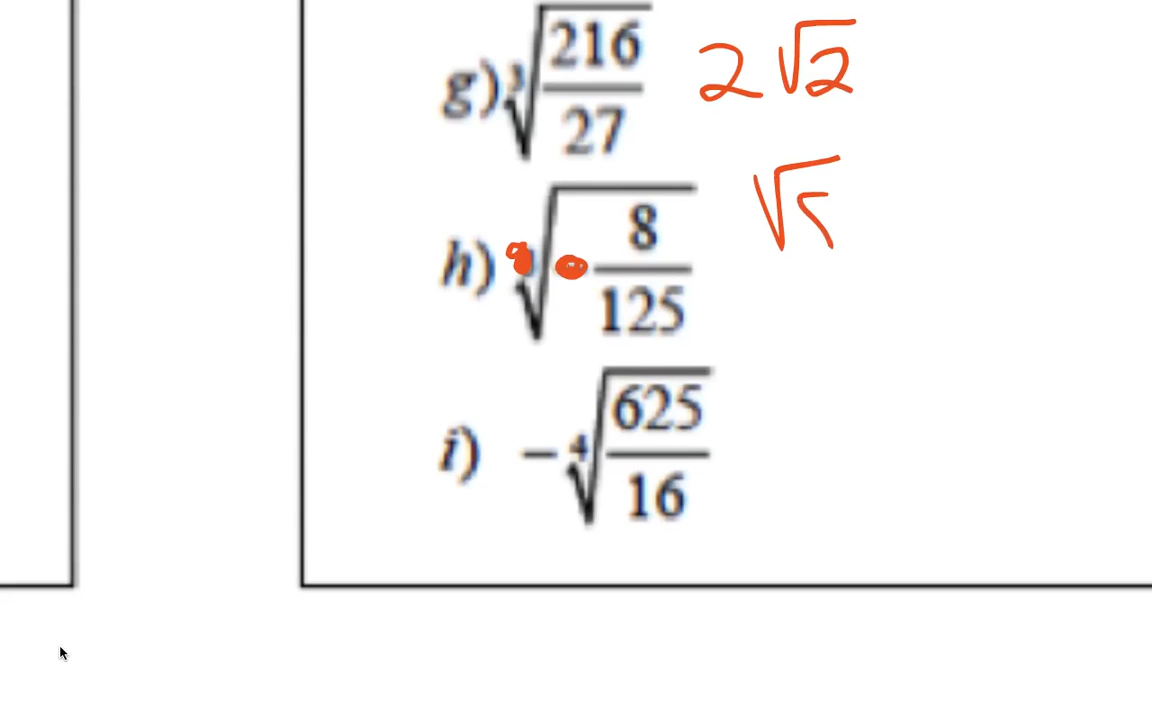 g) ∛(216/27) 2√2
√5
h) √(8/125)
i) −∜(625/16)